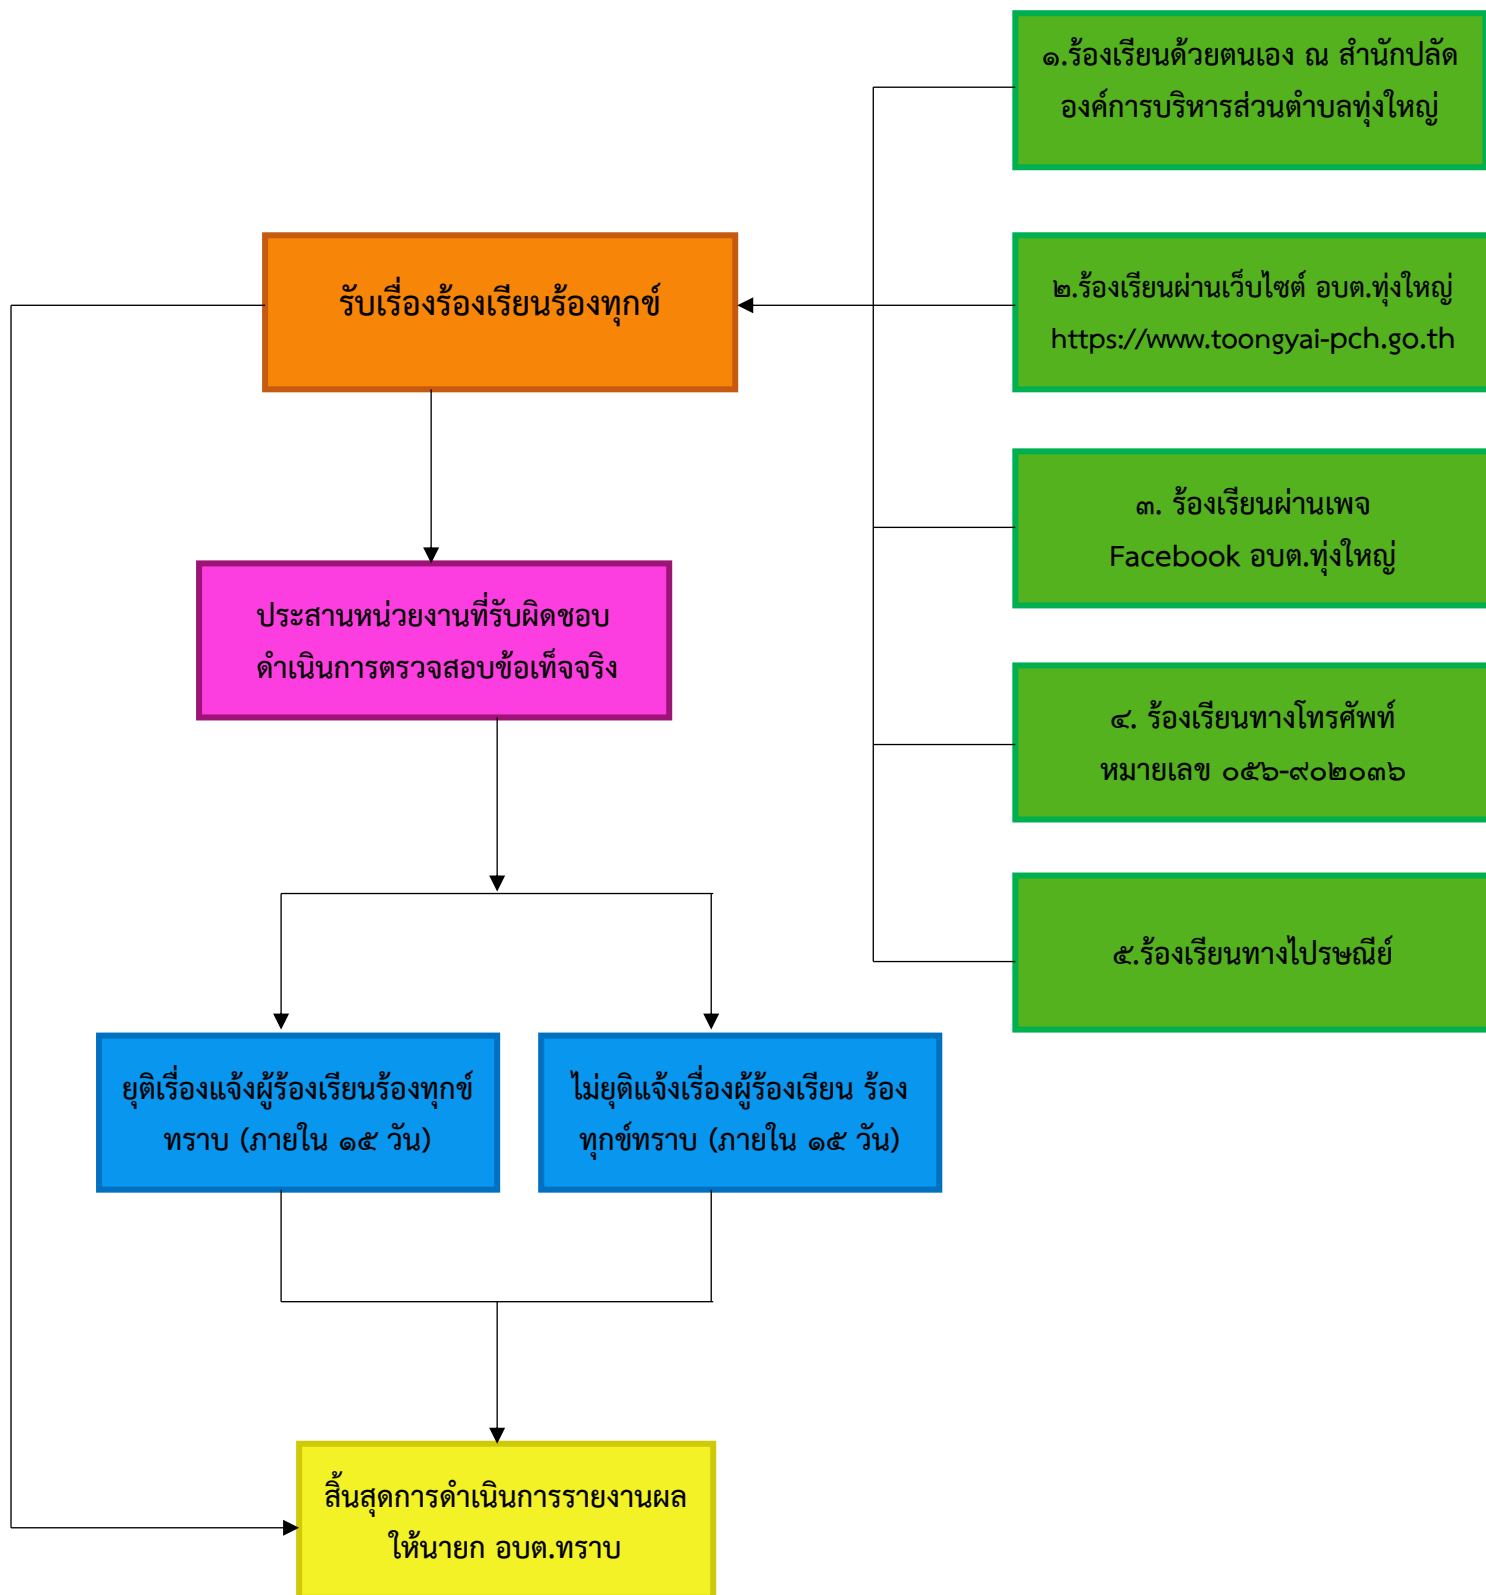 ๑.ร้องเรียนด้วยตนเอง ณ สำนักปลัด
องค์การบริหารส่วนตำบลทุ่งใหญ่
รับเรื่องร้องเรียนร้องทุกข์
๒.ร้องเรียนผ่านเว็บไซต์ อบต.ทุ่งใหญ่
https://www.toongyai-pch.go.th
๓. ร้องเรียนผ่านเพจ
Facebook อบต.ทุ่งใหญ่
ประสานหน่วยงานที่รับผิดชอบ
ดำเนินการตรวจสอบข้อเท็จจริง
๔. ร้องเรียนทางโทรศัพท์
หมายเลข ๐๕๖-๙๐๒๐๓๖
๕.ร้องเรียนทางไปรษณีย์
ยุติเรื่องแจ้งผู้ร้องเรียนร้องทุกข์
ทราบ (ภายใน ๑๕ วัน)
ไม่ยุติแจ้งเรื่องผู้ร้องเรียน ร้อง
ทุกข์ทราบ (ภายใน ๑๕ วัน)
สิ้นสุดการดำเนินการรายงานผล
ให้นายก อบต.ทราบ